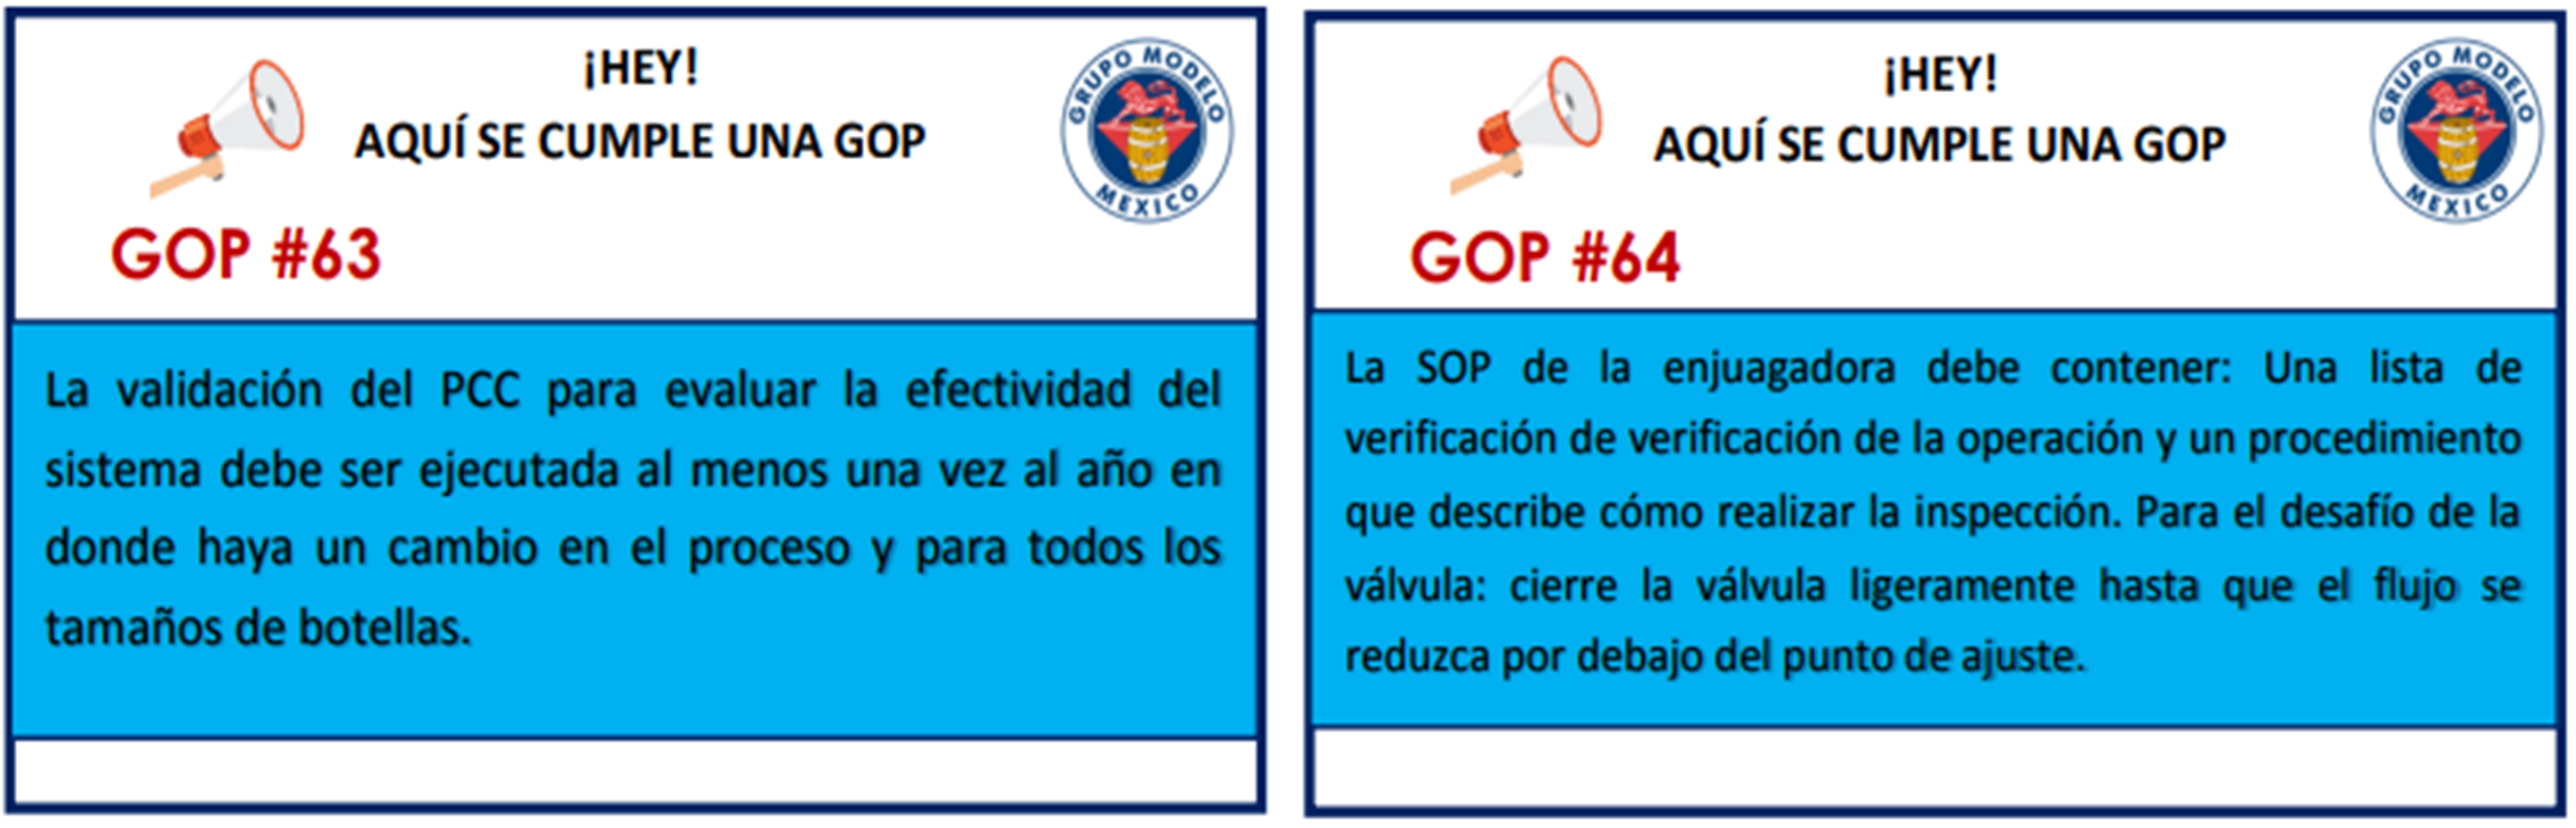 ¡HEY!
AQUÍ SE CUMPLE UNA GOP
GRUPO MODELO
MEXICO
GOP #63
La validación del PCC para evaluar la efectividad del
sistema debe ser ejecutada al menos una vez al año en
donde haya un cambio en el proceso y para todos los
tamaños de botellas.
¡HEY!
AQUÍ SE CUMPLE UNA GOP
GRUPO MODELO
MEXICO
GOP #64
La SOP de la enjuagadora debe contener: Una lista de
verificación de verificación de la operación y un procedimiento
que describe cómo realizar la inspección. Para el desafío de la
válvula: cierre la válvula ligeramente hasta que el flujo se
reduzca por debajo del punto de ajuste.